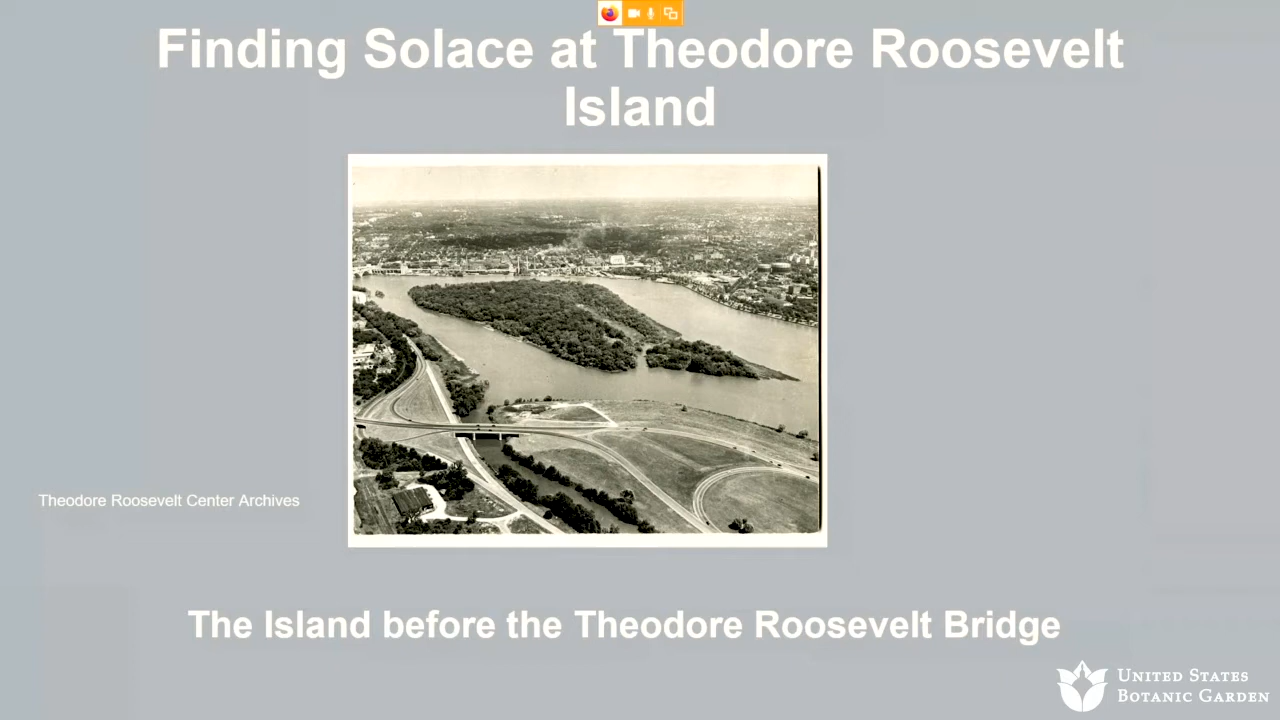 Finding Solace at Theodore Roosevelt
Island
Theodore Roosevelt Center Archives
The Island before the Theodore Roosevelt Bridge
UNITED STATES
BOTANIC GARDEN